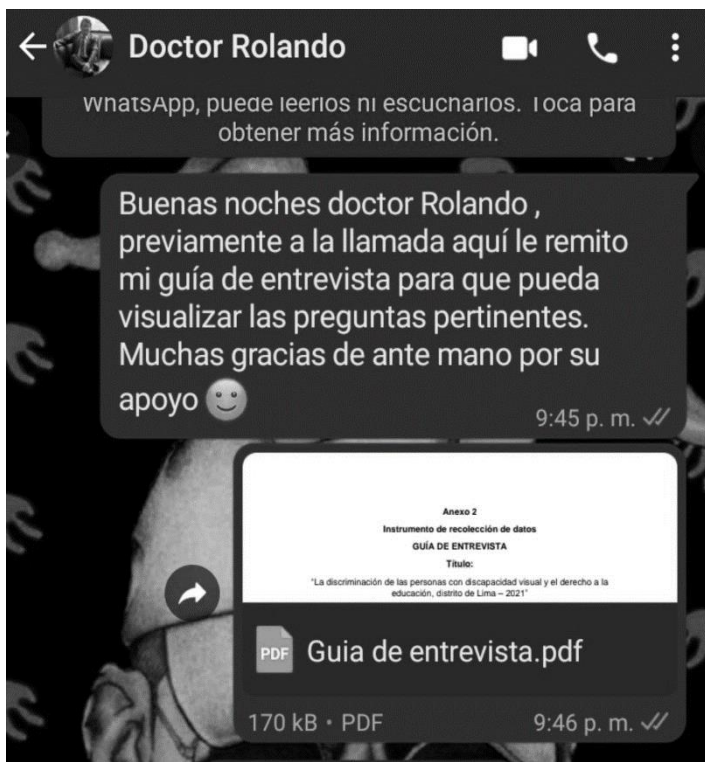 Doctor Rolando
WhatsApp, puede leerlos ni escucharlos. Toca para
obtener más información.
Buenas noches doctor Rolando ,
previamente a la llamada aquí le remito
mi guía de entrevista para que pueda
visualizar las preguntas pertinentes.
Muchas gracias de ante mano por su
apoyo
9:45 p. m.
Anexo 2
Instrumento de recolección de datos
GUÍA DE ENTREVISTA
Título:
"La discriminación de las personas con discapacidad visual y el derecho a la
educación, distrito de Lima – 2021"
PDF Guia de entrevista.pdf
170 kB • PDF 9:46 p. m.